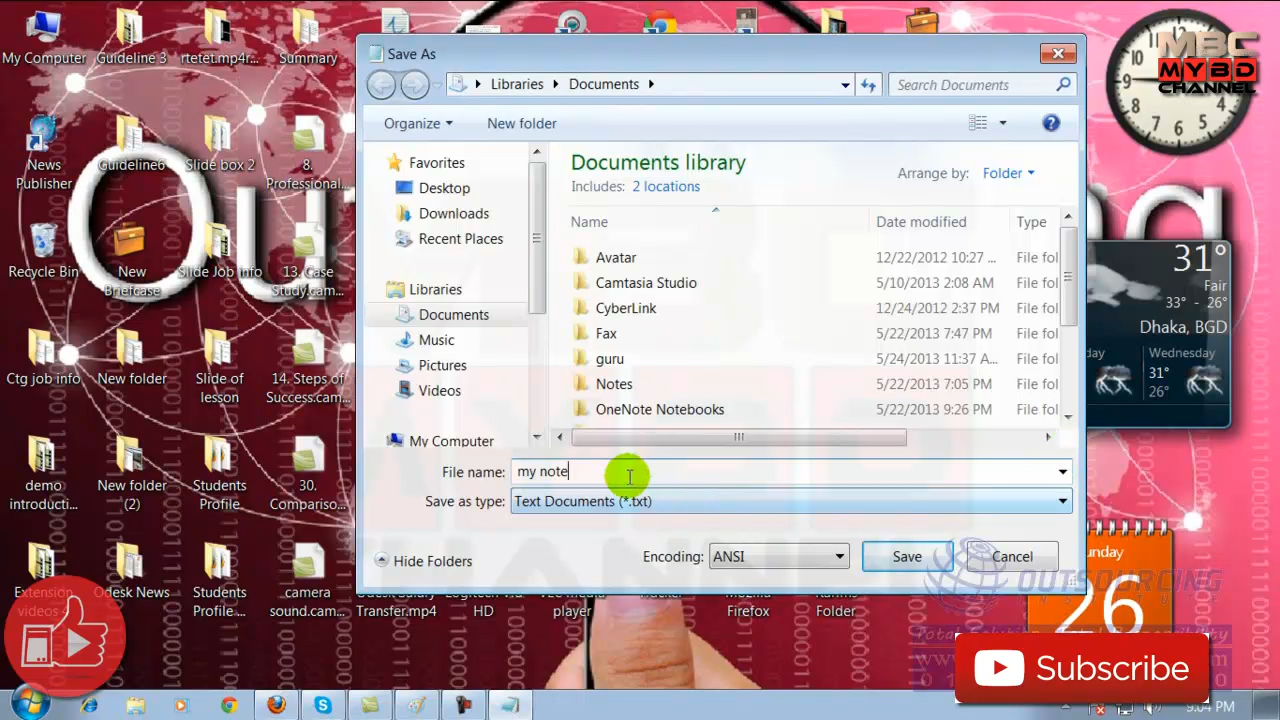 My Computer
Guideline 3
rtetet.mp4r...
Summary
News Publisher
Guideline6
Slide box 2
8. Professional...
Recycle Bin
New Briefcase
Slide Job info
13. Case Study.cam...
Ctg job info
New folder
Slide of lesson
14. Steps of Success.cam...
demo introducti...
New folder (2)
Students Profile
30. Compariso...
Extension videos
Odesk News
Students Profile ...
camera sound.cam...
Transfer.mp4
HD
player
Firefox
Folder
Save As
Libraries
Documents
Search Documents
Organize
New folder
Favorites
Desktop
Downloads
Recent Places
Libraries
Documents
Music
Pictures
Videos
My Computer
Documents library
Includes: 2 locations
Arrange by: Folder
Name Date modified Type
Avatar 12/22/2012 10:27 ... File fol
Camtasia Studio 5/10/2013 2:08 AM File fol
CyberLink 12/24/2012 2:37 PM File fol
Fax 5/22/2013 7:47 PM File fol
guru 5/24/2013 11:37 A... File fol
Notes 5/22/2013 7:05 PM File fol
OneNote Notebooks 5/22/2013 9:26 PM File fol
File name: my note
Save as type: Text Documents (*.txt)
Hide Folders
Encoding: ANSI
Save
Cancel
MBC
MYBD
CHANNEL
31°
Fair
33° - 26°
Dhaka, BGD
day
Wednesday
31°
26°
unday
26
OUTSOURCING
Subscribe
9:04 PM